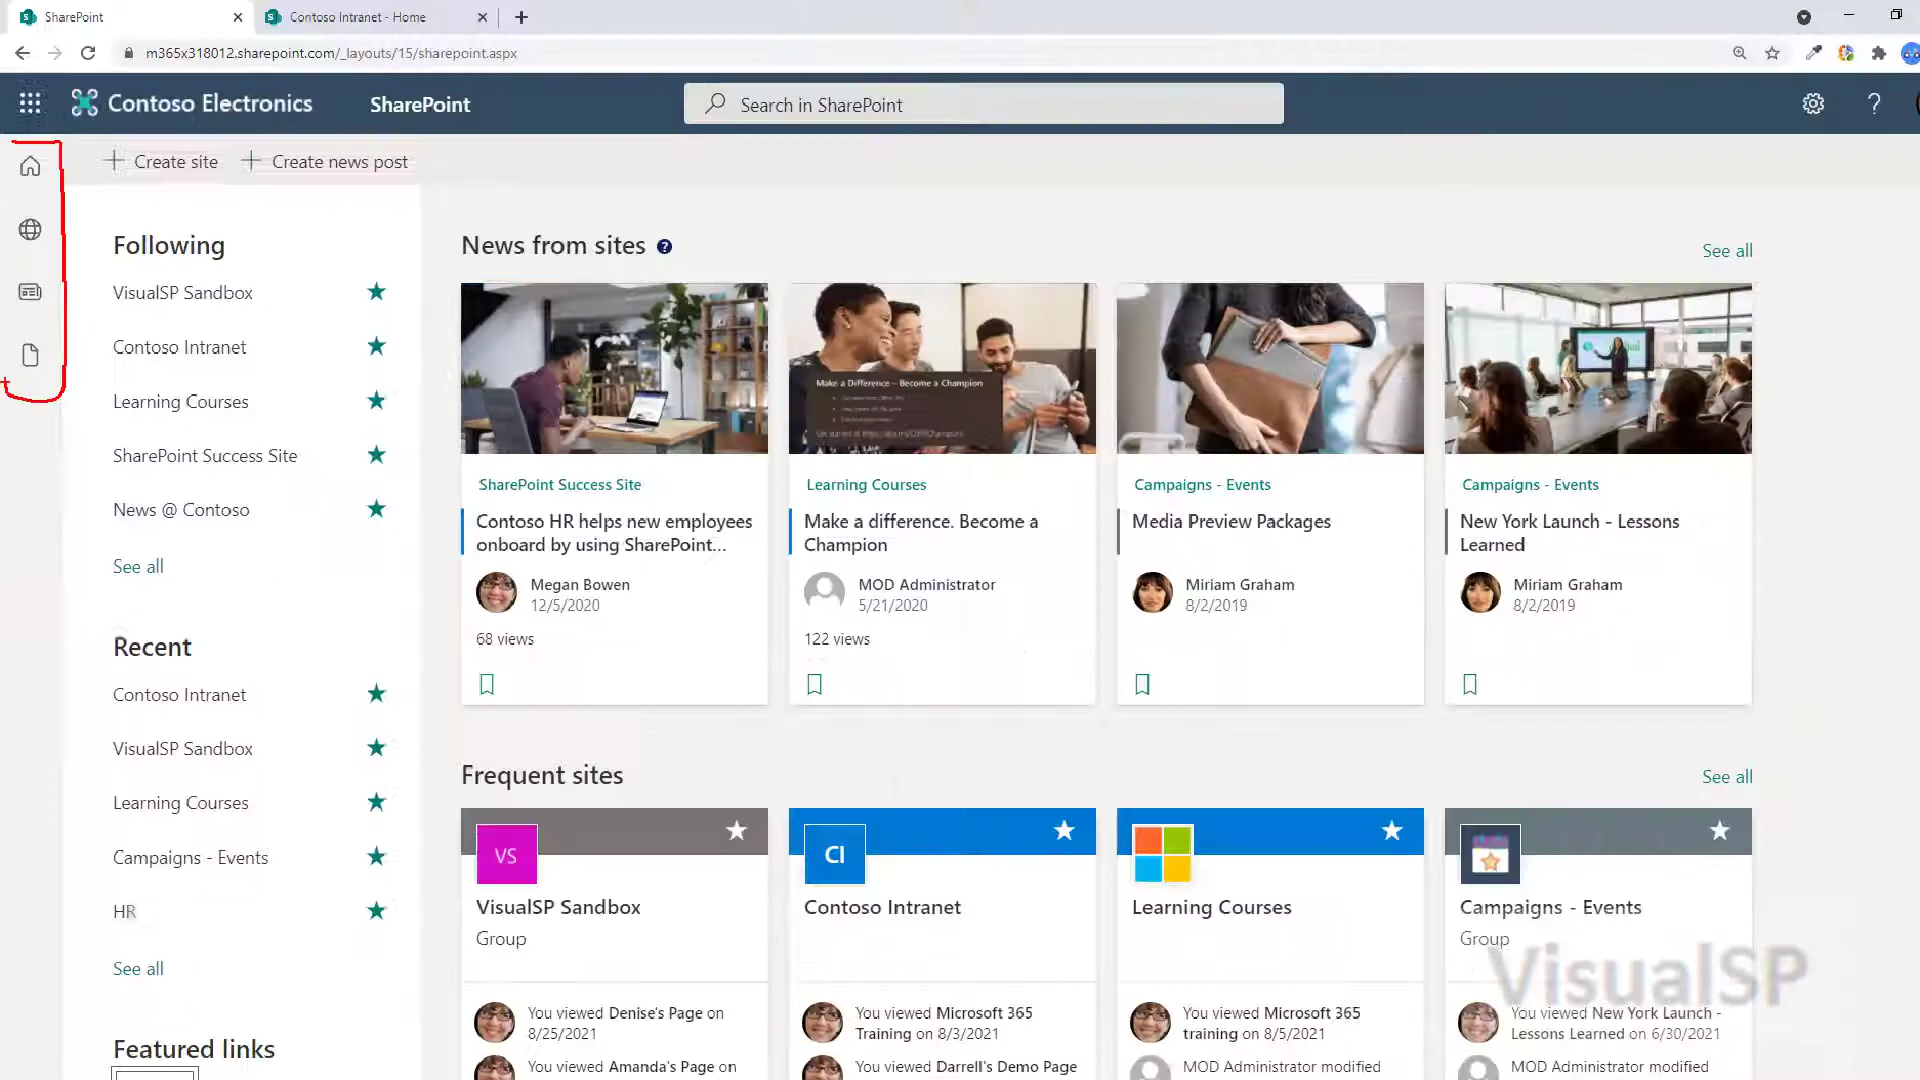 SharePoint
Contoso Intranet - Home
m365x318012.sharepoint.com/_layouts/15/sharepoint.aspx
Contoso Electronics
SharePoint
Search in SharePoint
Create site
Create news post
Following
VisualSP Sandbox
Contoso Intranet
Learning Courses
SharePoint Success Site
News @ Contoso
See all
Recent
Contoso Intranet
VisualSP Sandbox
Learning Courses
Campaigns - Events
HR
See all
Featured links
News from sites
See all
SharePoint Success Site
Contoso HR helps new employees
onboard by using SharePoint...
Megan Bowen
12/5/2020
68 views
Make a Difference – Become a Champion
Learning Courses
Make a difference. Become a
Champion
MOD Administrator
5/21/2020
122 views
Campaigns - Events
Media Preview Packages
Miriam Graham
8/2/2019
Campaigns - Events
New York Launch - Lessons
Learned
Miriam Graham
8/2/2019
Frequent sites
See all
VS
VisualSP Sandbox
Group
You viewed Denise's Page on
8/25/2021
You viewed Amanda's Page on
CI
Contoso Intranet
You viewed Microsoft 365
Training on 8/3/2021
You viewed Darrell's Demo Page
Learning Courses
You viewed Microsoft 365
training on 8/5/2021
MOD Administrator modified
Campaigns - Events
Group
You viewed New York Launch -
Lessons Learned on 6/30/2021
MOD Administrator modified
VisualSP